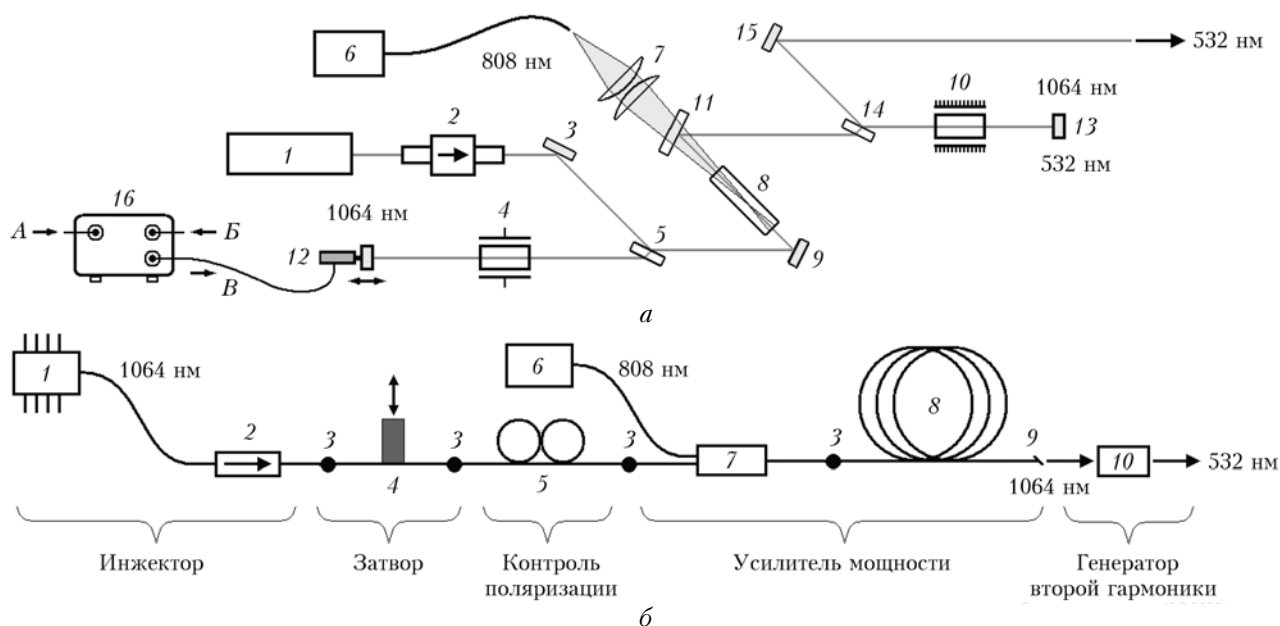 15
532 нм
6
808 нм
7
10
1064 нм
11
14
13
2
3
1
532 нм
8
16
1064 нм
4
А
Б
12
5
9
В
а
1
1064 нм
6
808 нм
8
2
3
3
3
3
9
7
10
532 нм
4
5
1064 нм
Инжектор
Затвор
Контроль
поляризации
Усилитель мощности
Генератор
второй гармоники
б